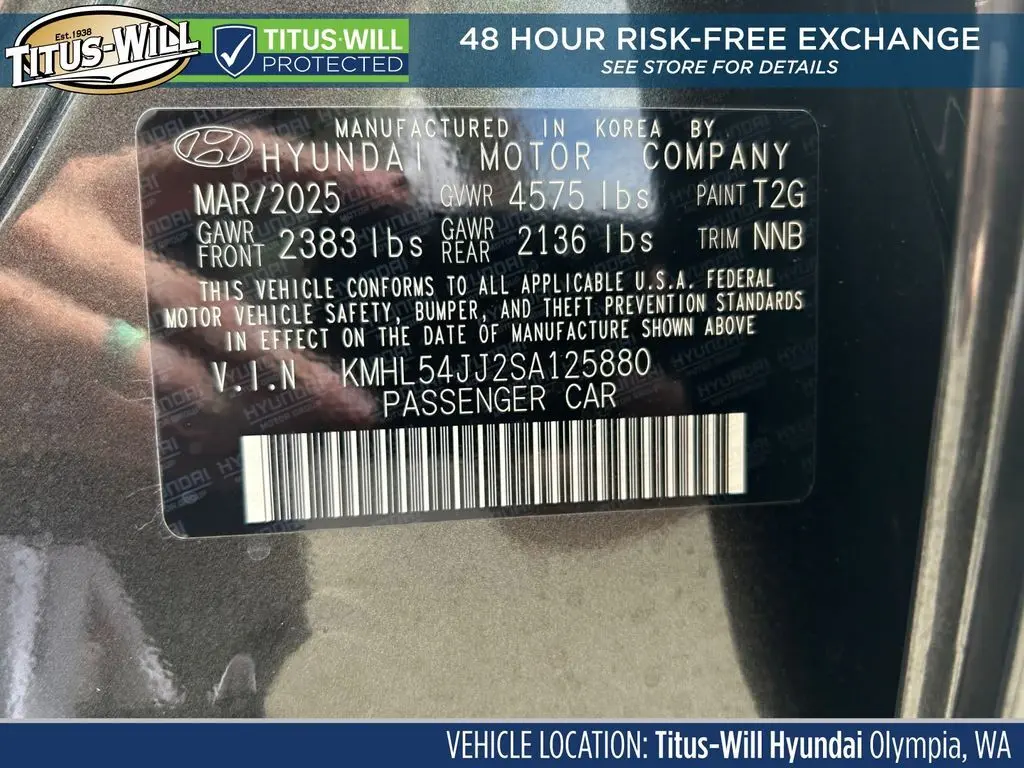 Est.1938
TITUS-WILL
TITUS-WILL
PROTECTED
48 HOUR RISK-FREE EXCHANGE
SEE STORE FOR DETAILS
MANUFACTURED IN KOREA BY
HYUNDAI MOTOR COMPANY
MAR/2025 GVWR 4575 lbs PAINT T2G
GAWR FRONT 2383 lbs GAWR REAR 2136 lbs TRIM NNB
THIS VEHICLE CONFORMS TO ALL APPLICABLE U.S.A. FEDERAL
MOTOR VEHICLE SAFETY, BUMPER, AND THEFT PREVENTION STANDARDS
IN EFFECT ON THE DATE OF MANUFACTURE SHOWN ABOVE
V.I.N KMHL54JJ2SA125880
PASSENGER CAR
VEHICLE LOCATION: Titus-Will Hyundai Olympia, WA